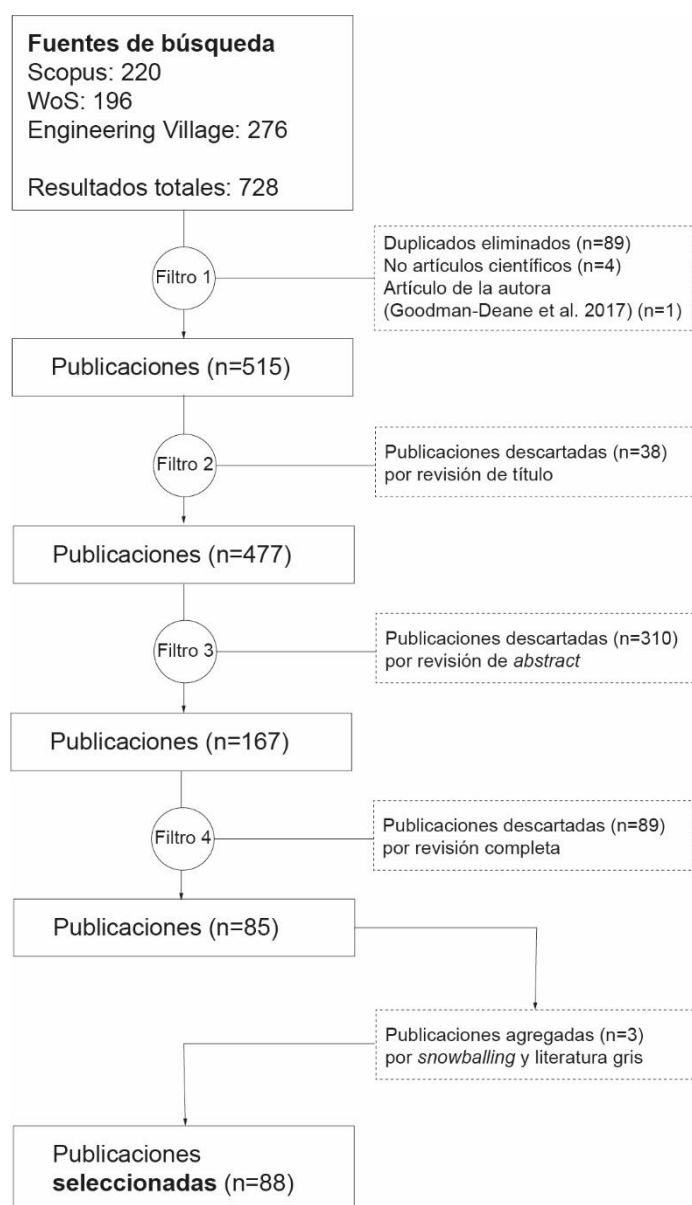 Fuentes de búsqueda
Scopus: 220
WoS: 196
Engineering Village: 276
Resultados totales: 728
Filtro 1
Duplicados eliminados (n=89)
No artículos científicos (n=4)
Artículo de la autora
(Goodman-Deane et al. 2017) (n=1)
Publicaciones (n=515)
Filtro 2
Publicaciones descartadas (n=38)
por revisión de título
Publicaciones (n=477)
Filtro 3
Publicaciones descartadas (n=310)
por revisión de abstract
Publicaciones (n=167)
Filtro 4
Publicaciones descartadas (n=89)
por revisión completa
Publicaciones (n=85)
Publicaciones agregadas (n=3)
por snowballing y literatura gris
Publicaciones
seleccionadas (n=88)